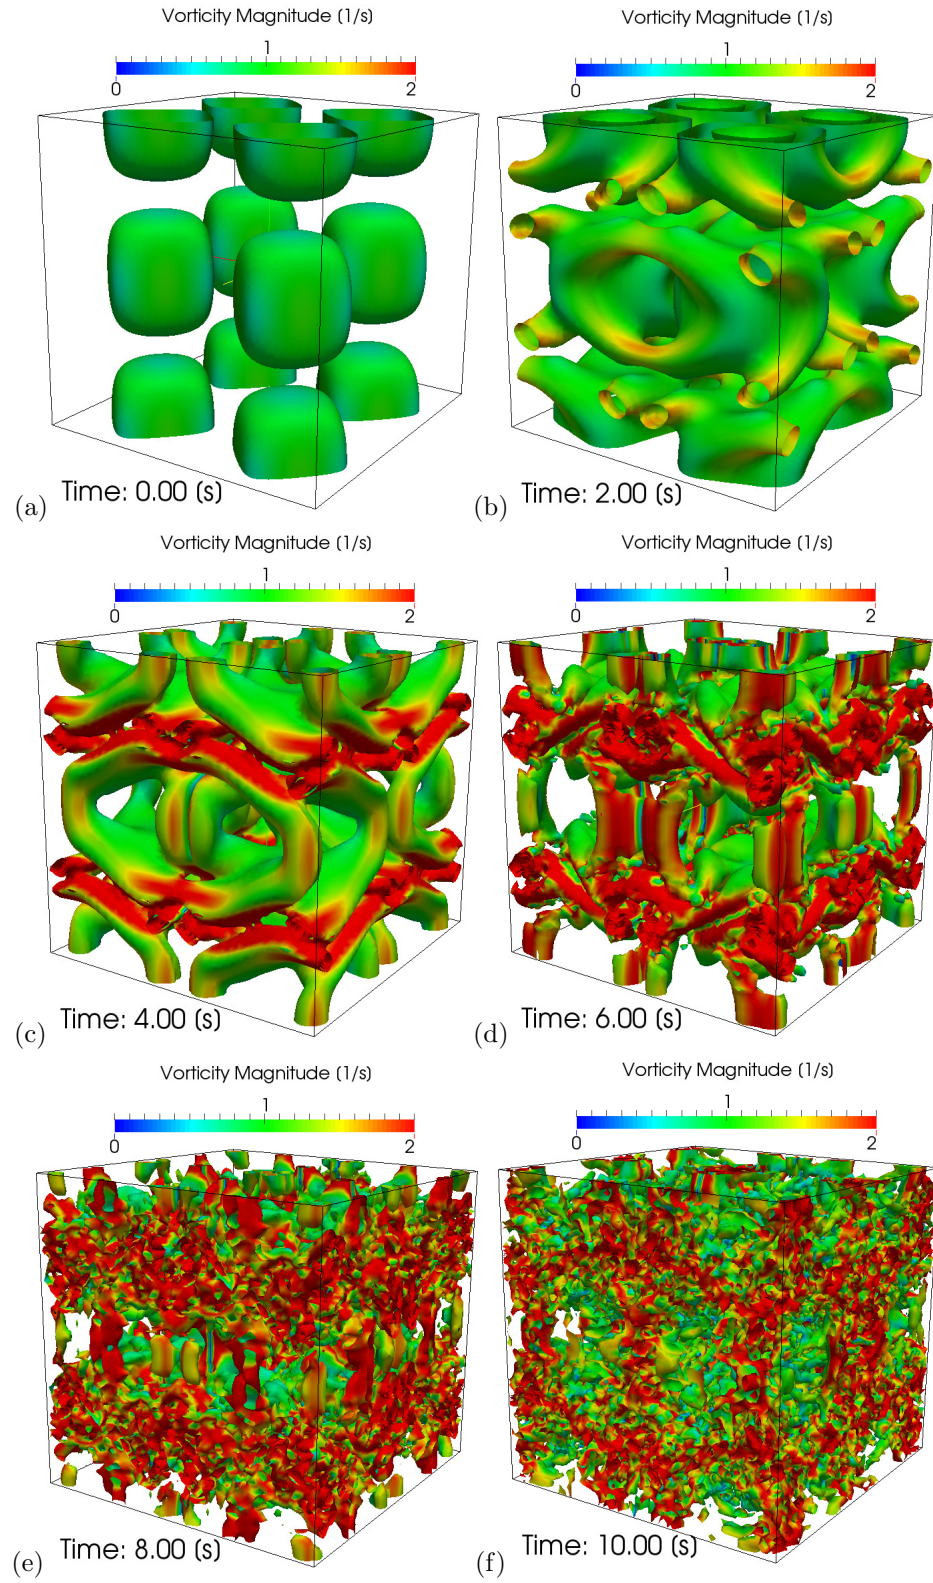 Vorticity Magnitude (1/s)
1
0 2
Time: 0.00 (s)
(a)
Vorticity Magnitude (1/s)
1
0 2
Time: 2.00 (s)
(b)
Vorticity Magnitude (1/s)
1
0 2
Time: 4.00 (s)
(c)
Vorticity Magnitude (1/s)
1
0 2
Time: 6.00 (s)
(d)
Vorticity Magnitude (1/s)
1
0 2
Time: 8.00 (s)
(e)
Vorticity Magnitude (1/s)
1
0 2
Time: 10.00 (s)
(f)